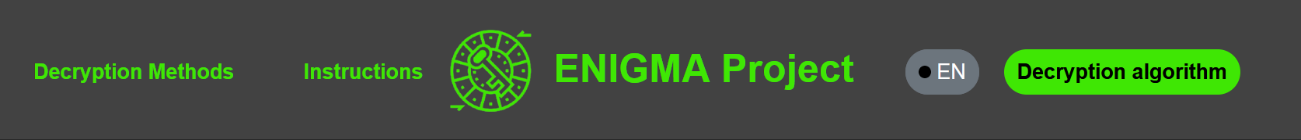 Decryption Methods
Instructions
ENIGMA Project
EN
Decryption algorithm